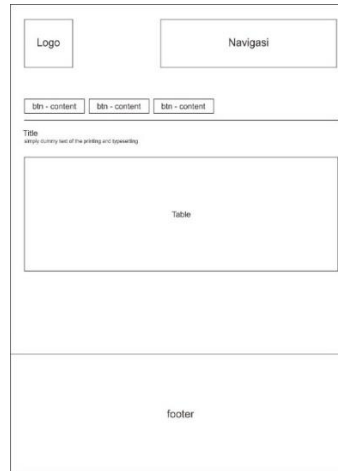 Logo
Navigasi
btn - content
btn - content
btn - content
Title
simply dummy text of the printing and typesetting
Table
footer